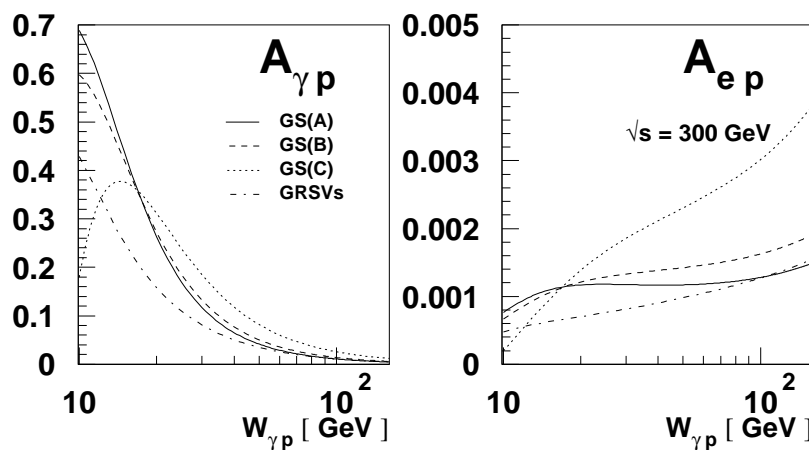 A γ p
0.7
0.6
0.5
0.4
0.3
0.2
0.1
0
GS(A)
GS(B)
GS(C)
GRSVs
10
10 2
W γ p [ GeV ]
A e p
0.005
0.004
0.003
0.002
0.001
0
√s = 300 GeV
10
10 2
W γ p [ GeV ]